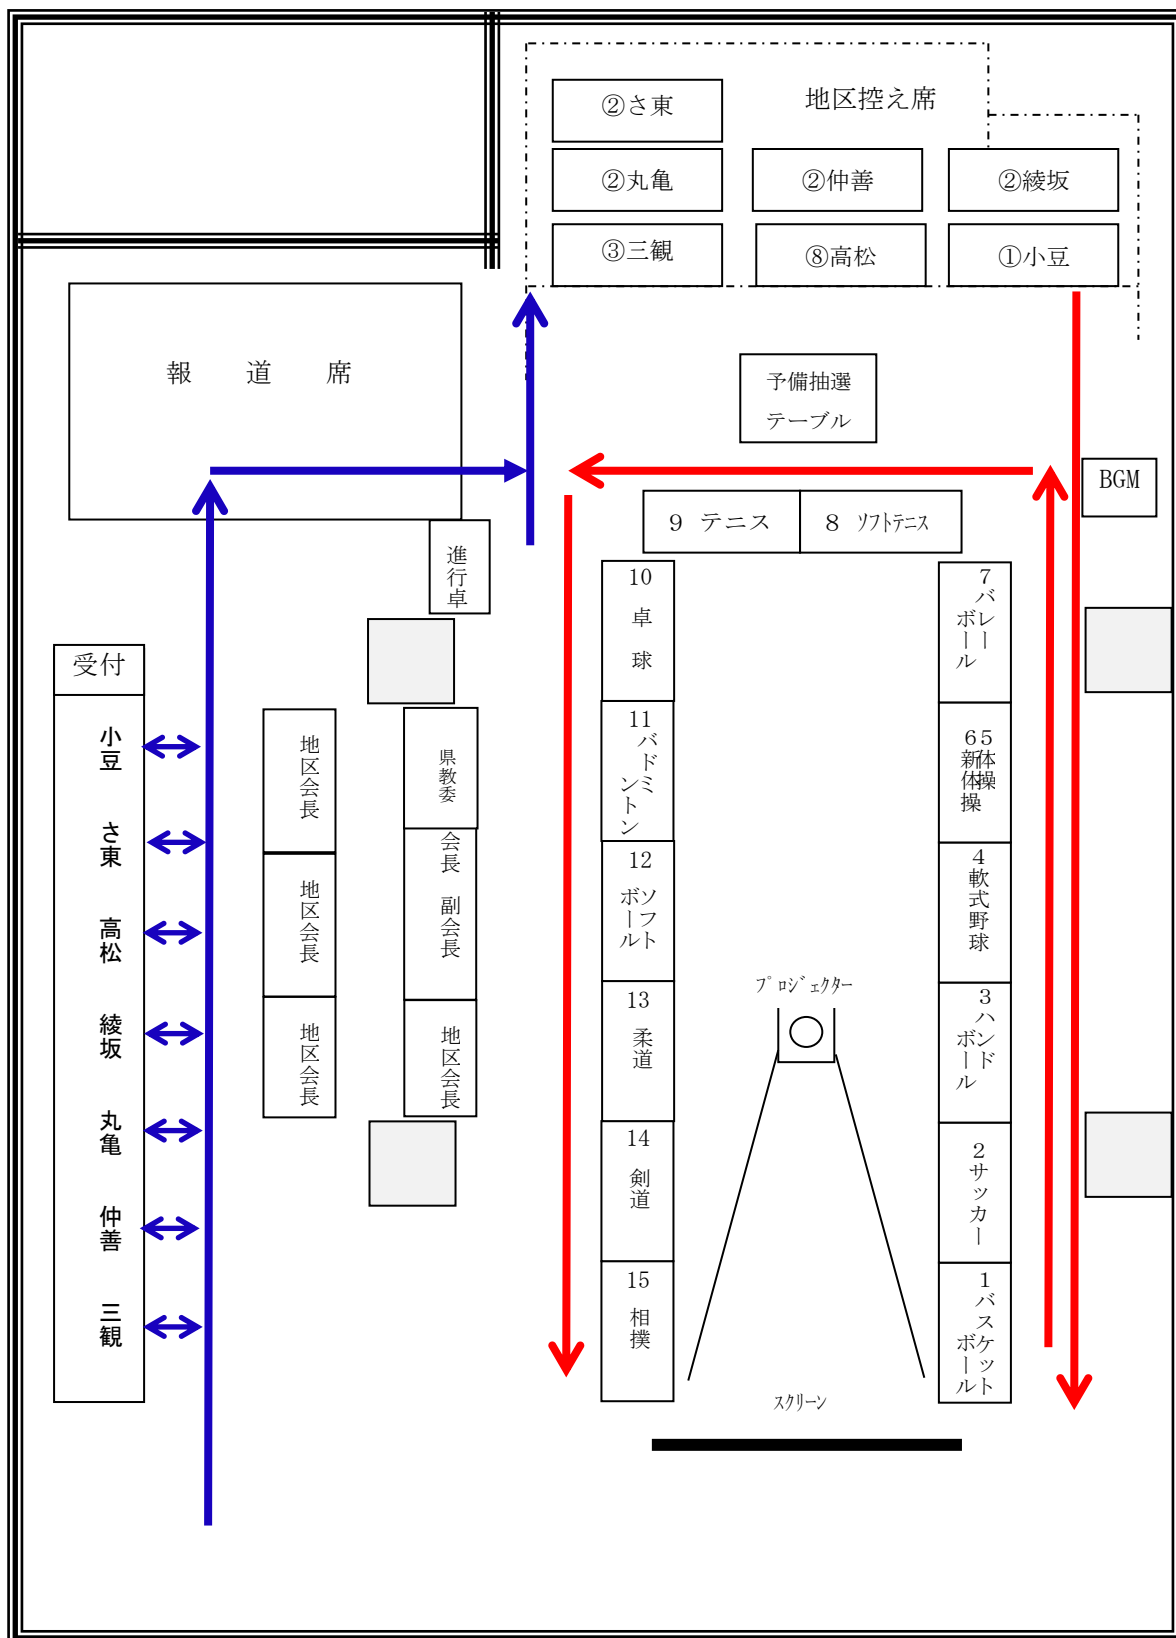 ②さ東
地区控え席
②丸亀
②仲善
②綾坂
③三観
⑧高松
①小豆
報　道　席
予備抽選
テーブル
BGM
9 テニス
8 ソフトテニス
進行卓
受付
小豆
さ東
高松
綾坂
丸亀
仲善
三観
地区会長
地区会長
地区会長
県教委
会長 副会長
地区会長
10 卓球
11 バドミントン
12 ソフトボール
13 柔道
14 剣道
15 相撲
7 バレーボール
5 体操
6 新体操
4 軟式野球
3 ハンドボール
2 サッカー
1 バスケットボール
プロジェクター
スクリーン